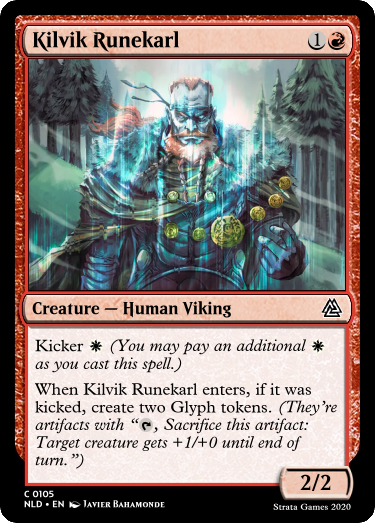 Kilvik Runekarl 1
Creature — Human Viking
Kicker (You may pay an additional
as you cast this spell.)
When Kilvik Runekarl enters, if it was
kicked, create two Glyph tokens. (They're
artifacts with “, Sacrifice this artifact:
Target creature gets +1/+0 until end of
turn.”)
2/2
C 0105
NLD • EN Javier Bahamonde
Strata Games 2020